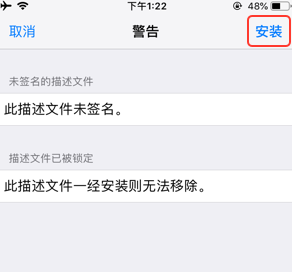 下午1:22 48%
取消 警告 安装
未签名的描述文件
此描述文件未签名。
描述文件已被锁定
此描述文件一经安装则无法移除。